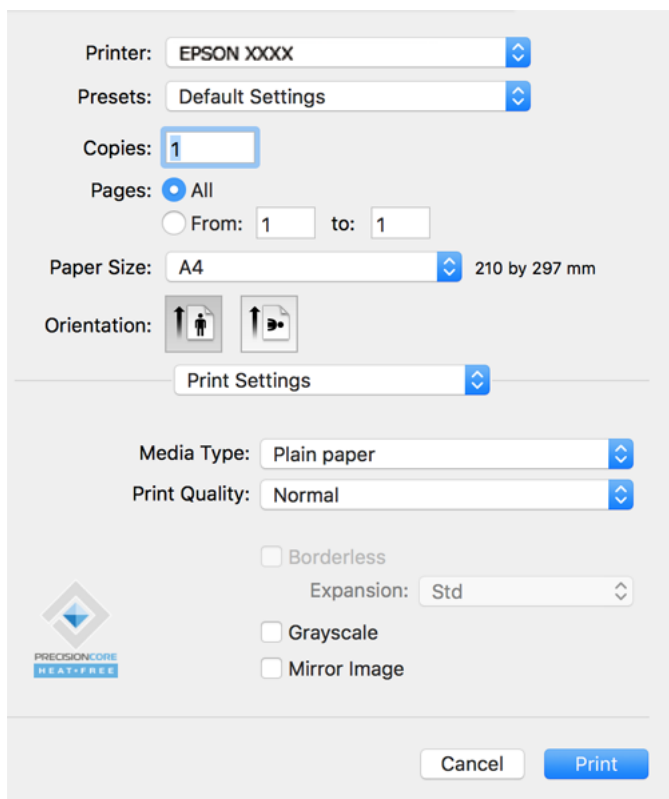 Printer: EPSON XXXX
Presets: Default Settings
Copies: 1
Pages: All
From: 1 to: 1
Paper Size: A4 210 by 297 mm
Orientation:
Print Settings
Media Type: Plain paper
Print Quality: Normal
Borderless
Expansion: Std
Grayscale
Mirror Image
PRECISIONCORE
HEAT•FREE
Cancel Print